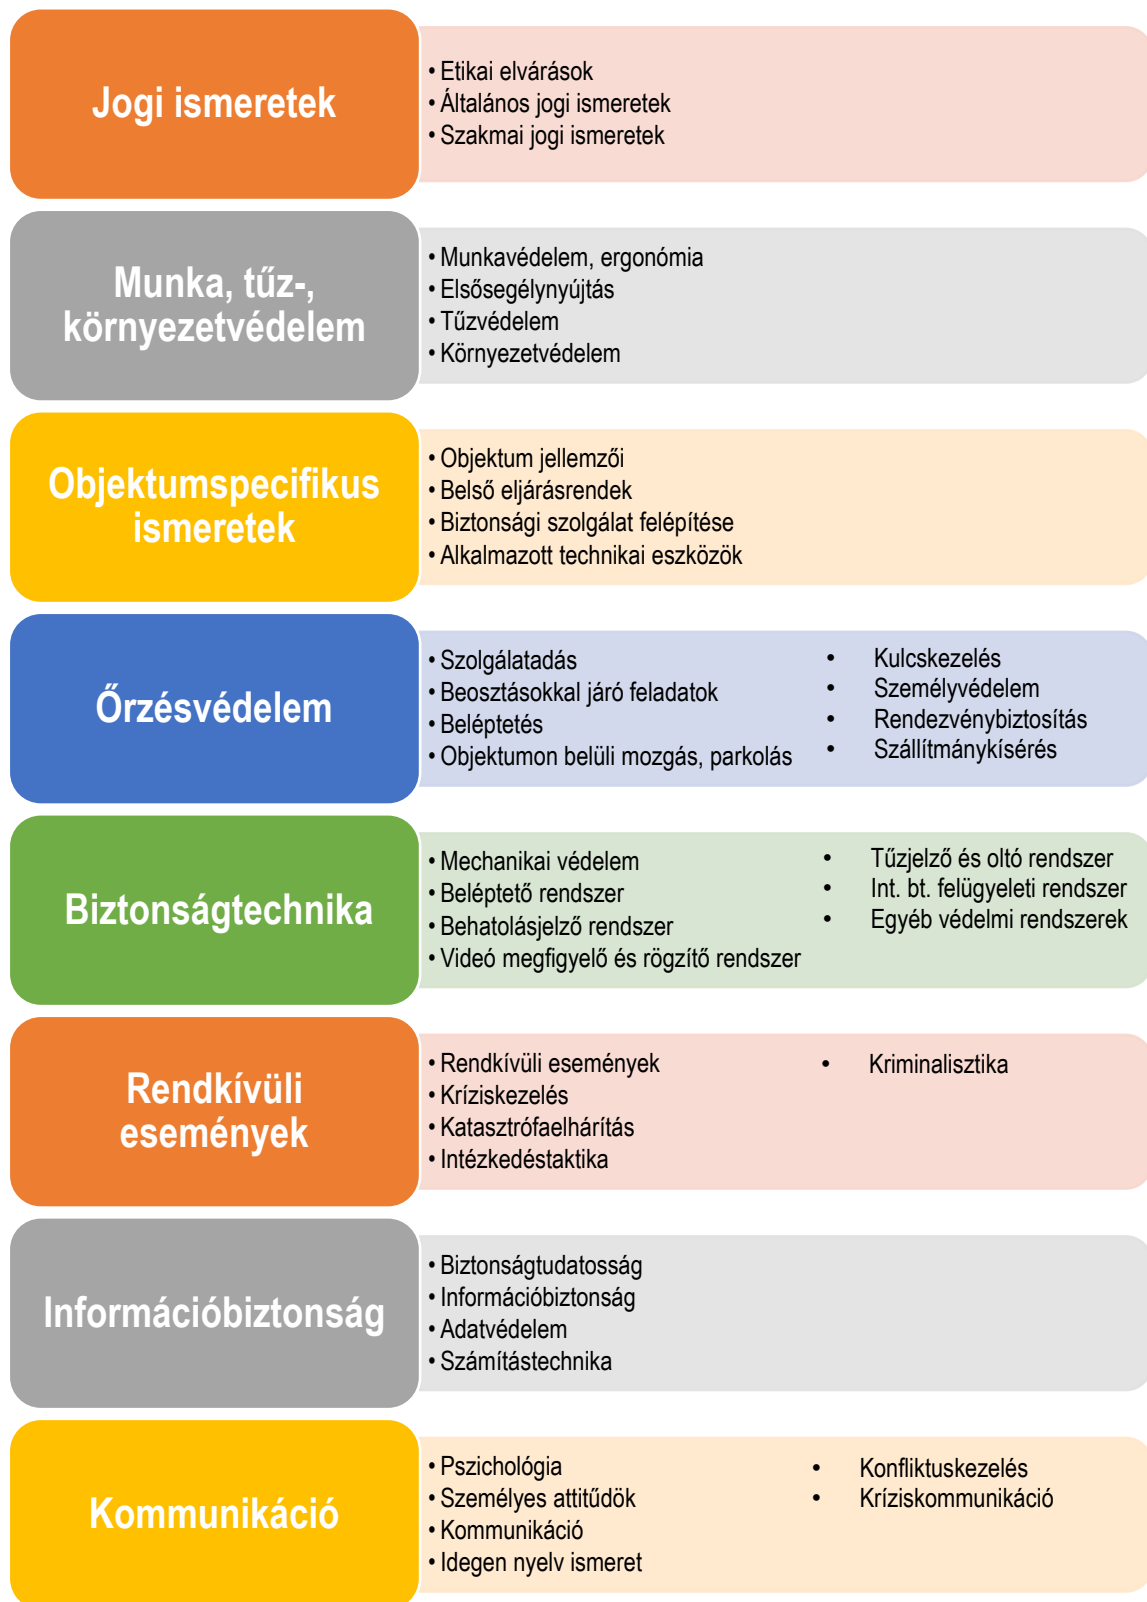 Jogi ismeretek
• Etikai elvárások
• Általános jogi ismeretek
• Szakmai jogi ismeretek
Munka, tűz-,
környezetvédelem
• Munkavédelem, ergonómia
• Elsősegélynyújtás
• Tűzvédelem
• Környezetvédelem
Objektumspecifikus
ismeretek
• Objektum jellemzői
• Belső eljárásrendek
• Biztonsági szolgálat felépítése
• Alkalmazott technikai eszközök
Őrzésvédelem
• Szolgálatadás
• Beosztásokkal járó feladatok
• Beléptetés
• Objektumon belüli mozgás, parkolás
• Kulcskezelés
• Személyvédelem
• Rendezvénybiztosítás
• Szállítmánykísérés
Biztonságtechnika
• Mechanikai védelem
• Beléptető rendszer
• Behatolásjelző rendszer
• Videó megfigyelő és rögzítő rendszer
• Tűzjelző és oltó rendszer
• Int. bt. felügyeleti rendszer
• Egyéb védelmi rendszerek
Rendkívüli
események
• Rendkívüli események
• Kríziskezelés
• Katasztrófaelhárítás
• Intézkedéstaktika
• Kriminalisztika
Információbiztonság
• Biztonságtudatosság
• Információbiztonság
• Adatvédelem
• Számítástechnika
Kommunikáció
• Pszichológia
• Személyes attitűdök
• Kommunikáció
• Idegen nyelv ismeret
• Konfliktuskezelés
• Kríziskommunikáció